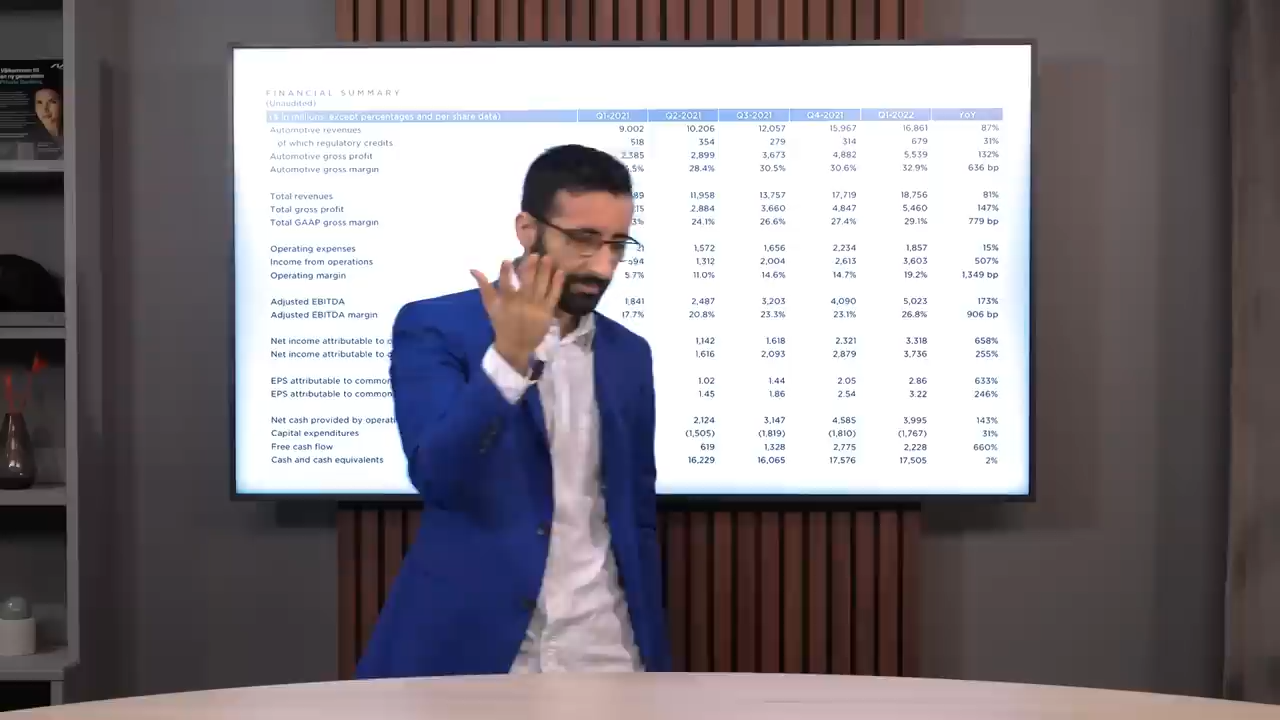 Välkommen till
en ny generation
Private Banking.
FINANCIAL SUMMARY
(Unaudited)
($ in millions, except percentages and per share data) Q1-2021 Q2-2021 Q3-2021 Q4-2021 Q1-2022 YoY
Automotive revenues 9,002 10,206 12,057 15,967 16,861 87%
of which regulatory credits 518 354 279 314 679 31%
Automotive gross profit 2,385 2,899 3,673 4,882 5,539 132%
Automotive gross margin .5% 28.4% 30.5% 30.6% 32.9% 636 bp
Total revenues 89 11,958 13,757 17,719 18,756 81%
Total gross profit 15 2,884 3,660 4,847 5,460 147%
Total GAAP gross margin 3% 24.1% 26.6% 27.4% 29.1% 779 bp
Operating expenses 21 1,572 1,656 2,234 1,857 15%
Income from operations 594 1,312 2,004 2,613 3,603 507%
Operating margin 5.7% 11.0% 14.6% 14.7% 19.2% 1,349 bp
Adjusted EBITDA 1,841 2,487 3,203 4,090 5,023 173%
Adjusted EBITDA margin 17.7% 20.8% 23.3% 23.1% 26.8% 906 bp
Net income attributable to 1,142 1,618 2,321 3,318 658%
Net income attributable to 1,616 2,093 2,879 3,736 255%
EPS attributable to common 1.02 1.44 2.05 2.86 633%
EPS attributable to common 1.45 1.86 2.54 3.22 246%
Net cash provided by operati 2,124 3,147 4,585 3,995 143%
Capital expenditures (1,505) (1,819) (1,810) (1,767) 31%
Free cash flow 619 1,328 2,775 2,228 660%
Cash and cash equivalents 16,229 16,065 17,576 17,505 2%